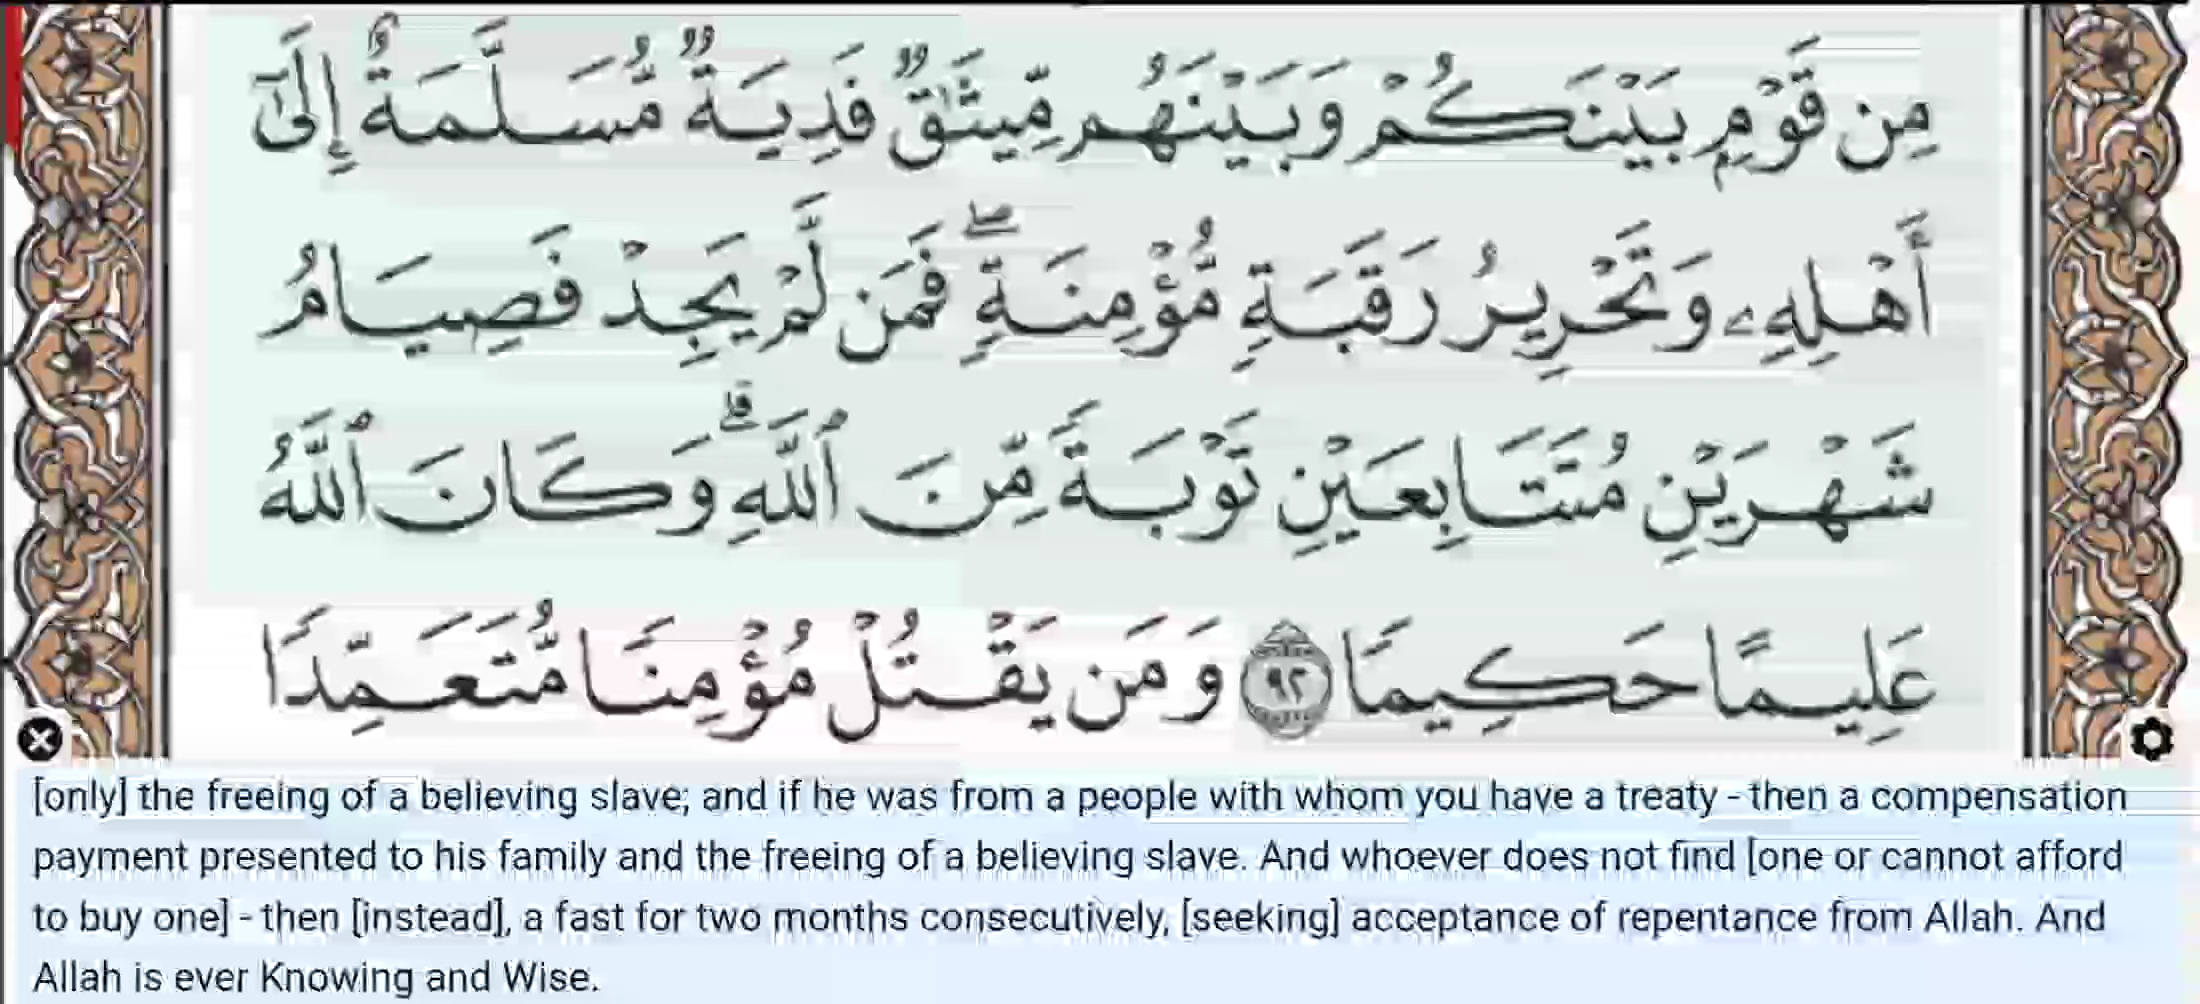 مِن قَوْمِۭ بَيْنَكُمْ وَبَيْنَهُم مِّيثَٰقٌ فَدِيَةٌ مُّسَلَّمَةٌ إِلَىٰٓ
أَهْلِهِۦ وَتَحْرِيرُ رَقَبَةٍ مُّؤْمِنَةٍ ۖ فَمَن لَّمْ يَجِدْ فَصِيَامُ
شَهْرَيْنِ مُتَتَابِعَيْنِ تَوْبَةً مِّنَ ٱللَّهِ ۗ وَكَانَ ٱللَّهُ
عَلِيمًا حَكِيمًا ٩٢ وَمَن يَقْتُلْ مُؤْمِنًا مُّتَعَمِّدًا
[only] the freeing of a believing slave; and if he was from a people with whom you have a treaty - then a compensation
payment presented to his family and the freeing of a believing slave. And whoever does not find [one or cannot afford
to buy one] - then [instead], a fast for two months consecutively, [seeking] acceptance of repentance from Allah. And
Allah is ever Knowing and Wise.